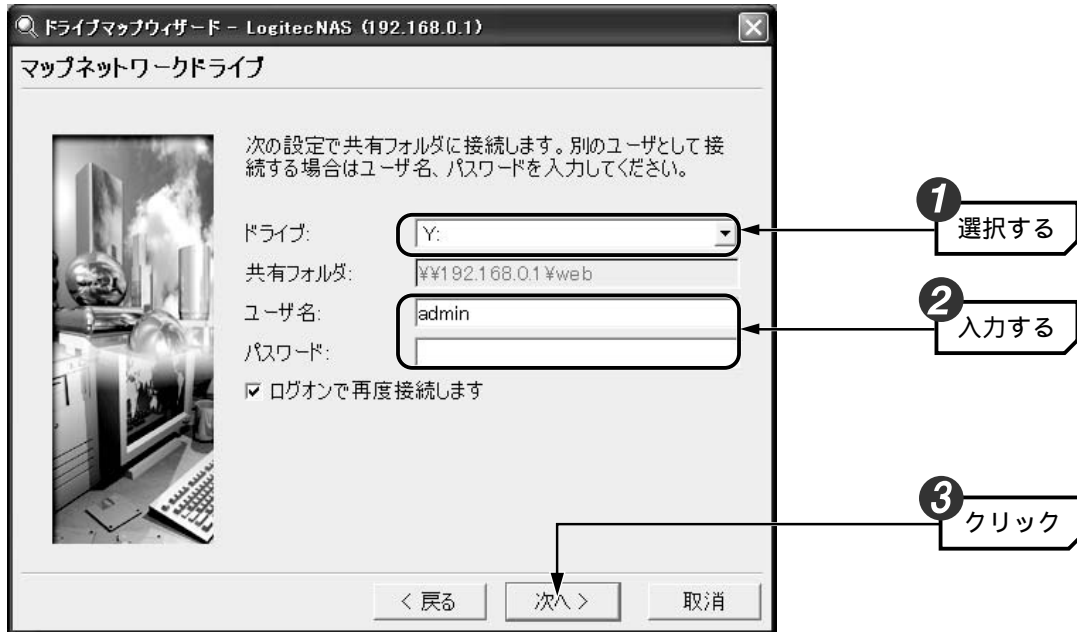 ドライブマップウィザード - LogitecNAS (192.168.0.1)
マップネットワークドライブ
次の設定で共有フォルダに接続します。別のユーザとして接
続する場合はユーザ名、パスワードを入力してください。
ドライブ: Y:
共有フォルダ: ¥¥192.168.0.1¥web
ユーザ名: admin
パスワード:
ログオンで再度接続します
< 戻る 次へ > 取消
1 選択する
2 入力する
3 クリック